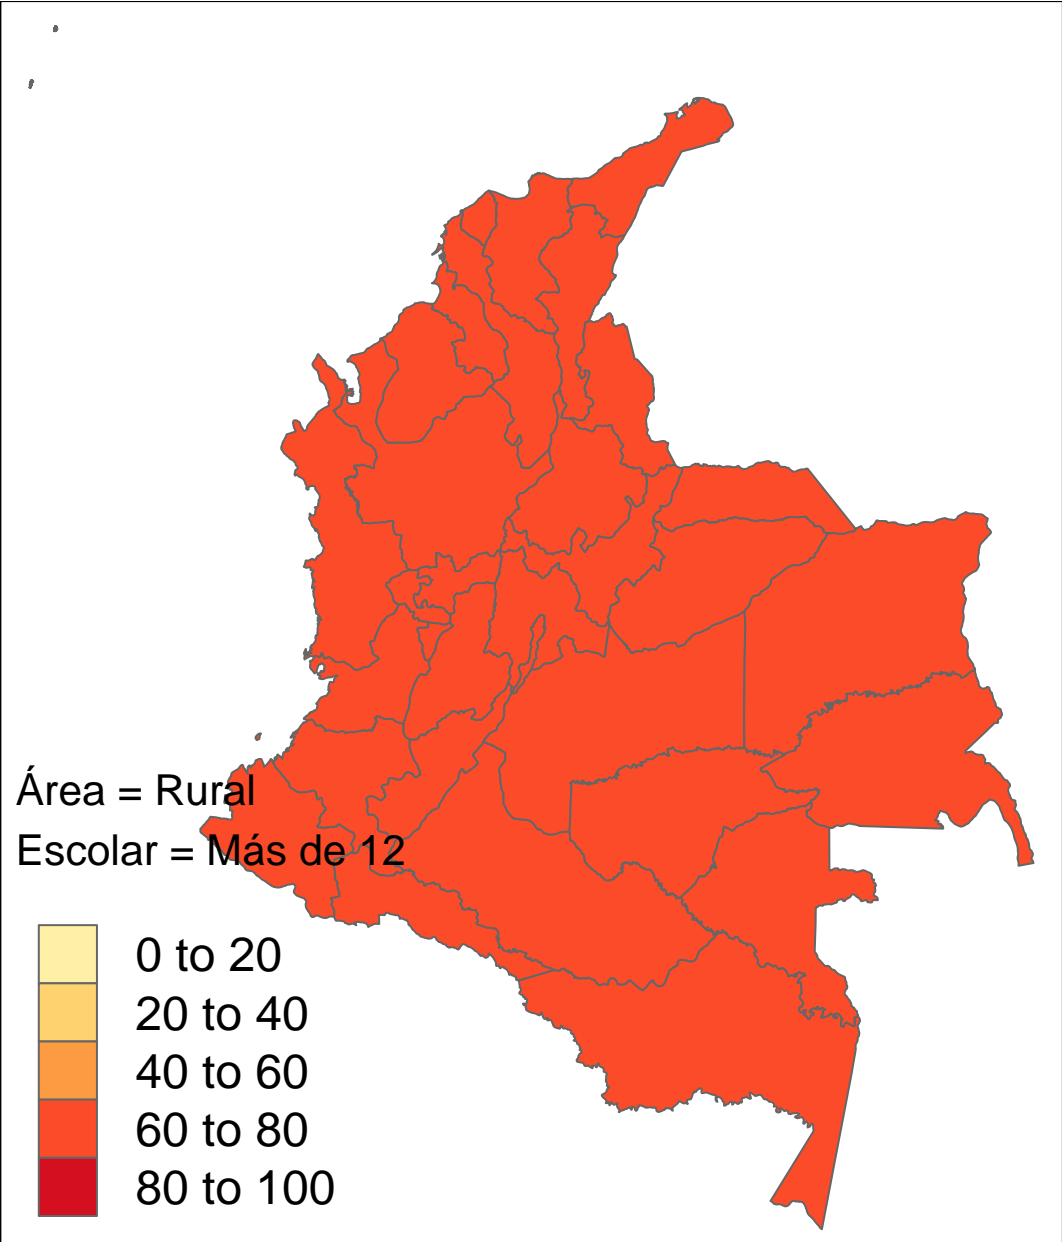 Área = Rural
Escolar = Más de 12
0 to 20
20 to 40
40 to 60
60 to 80
80 to 100